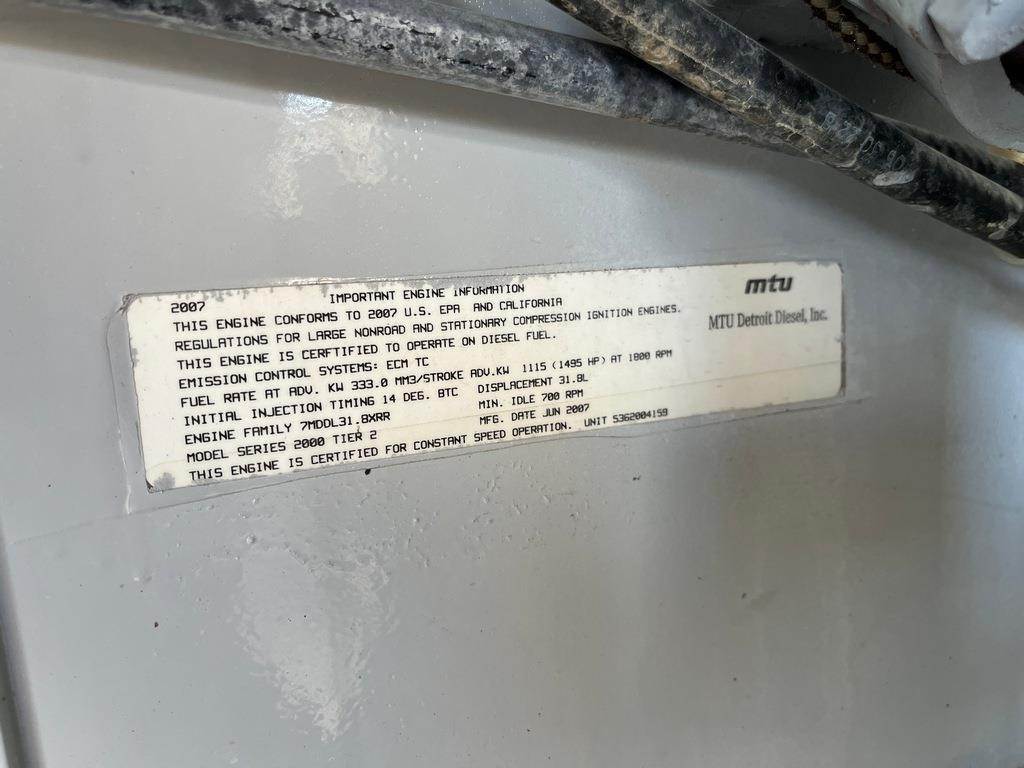 2007 IMPORTANT ENGINE INFORMATION
mtu
MTU Detroit Diesel, Inc.
THIS ENGINE CONFORMS TO 2007 U.S. EPA AND CALIFORNIA
REGULATIONS FOR LARGE NONROAD AND STATIONARY COMPRESSION IGNITION ENGINES.
THIS ENGINE IS CERFTIFIED TO OPERATE ON DIESEL FUEL.
EMISSION CONTROL SYSTEMS: ECM TC
FUEL RATE AT ADV. KW 333.0 MM3/STROKE ADV.KW 1115 (1495 HP) AT 1800 RPM
INITIAL INJECTION TIMING 14 DEG. BTC DISPLACEMENT 31.8L
ENGINE FAMILY 7MDDL31.8XRR MIN. IDLE 700 RPM
MODEL SERIES 2000 TIER 2 MFG. DATE JUN 2007
THIS ENGINE IS CERTIFIED FOR CONSTANT SPEED OPERATION. UNIT 5362004159